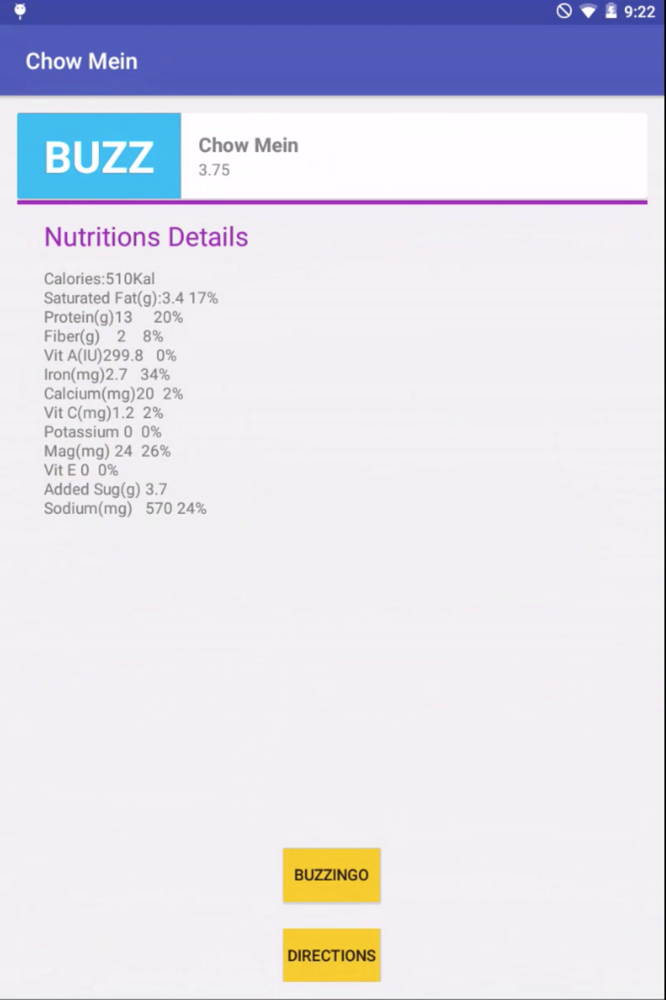 9:22
Chow Mein
BUZZ
Chow Mein
3.75
Nutritions Details
Calories:510Kal
Saturated Fat(g):3.4 17%
Protein(g)13     20%
Fiber(g)    2    8%
Vit A(IU)299.8   0%
Iron(mg)2.7   34%
Calcium(mg)20  2%
Vit C(mg)1.2  2%
Potassium 0  0%
Mag(mg) 24  26%
Vit E 0  0%
Added Sug(g) 3.7
Sodium(mg)   570 24%
BUZZINGO
DIRECTIONS